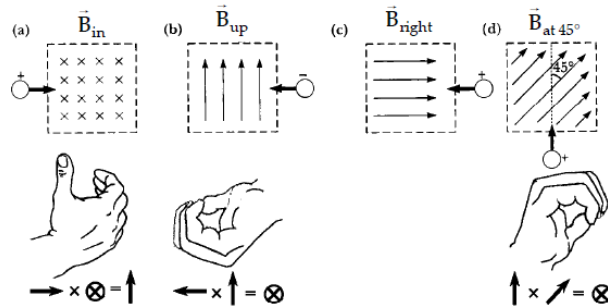 (a) B⃗in (b) B⃗up (c) B⃗right (d) B⃗at 45°
+ − + 45°
+
→ × ⊗ = ↑ ← × ↑ = ⊗ ↑ × ↗ = ⊗